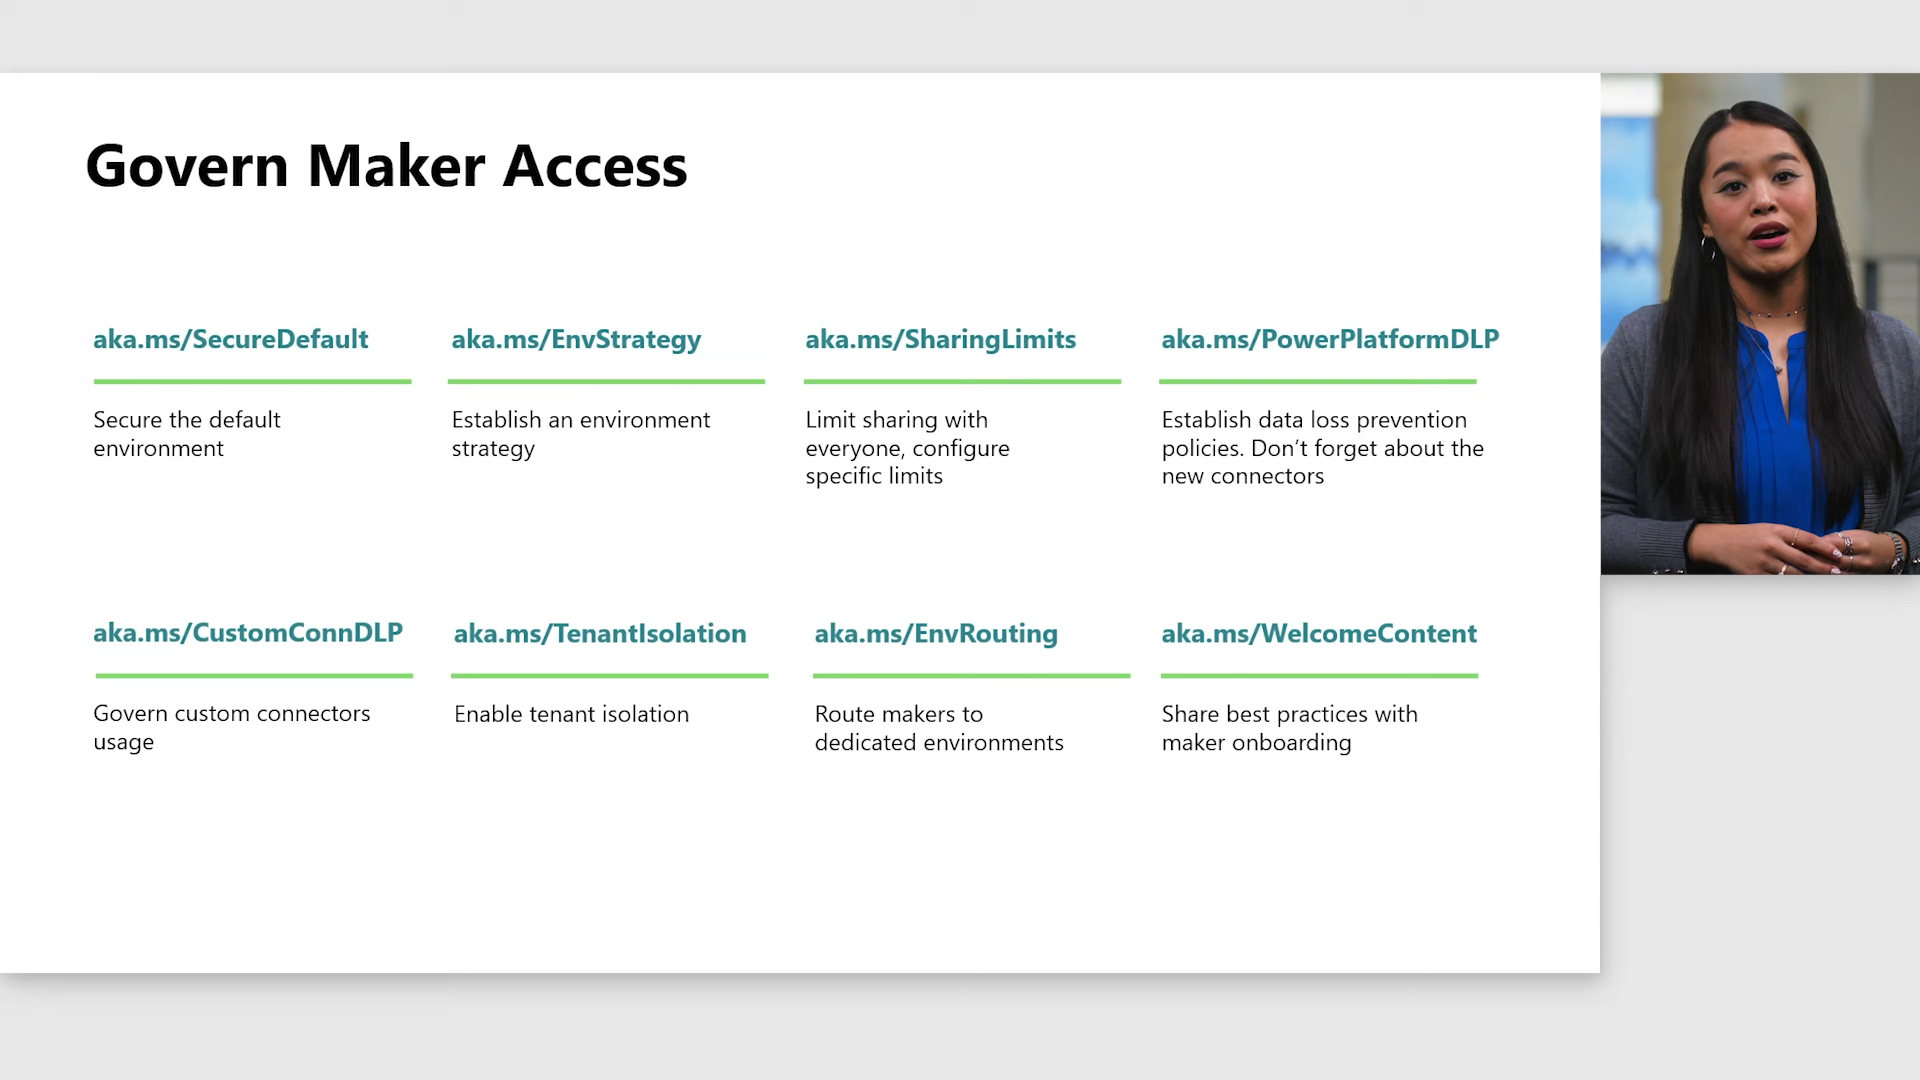 Govern Maker Access
aka.ms/SecureDefault
Secure the default
environment
aka.ms/EnvStrategy
Establish an environment
strategy
aka.ms/SharingLimits
Limit sharing with
everyone, configure
specific limits
aka.ms/PowerPlatformDLP
Establish data loss prevention
policies. Don’t forget about the
new connectors
aka.ms/CustomConnDLP
Govern custom connectors
usage
aka.ms/TenantIsolation
Enable tenant isolation
aka.ms/EnvRouting
Route makers to
dedicated environments
aka.ms/WelcomeContent
Share best practices with
maker onboarding